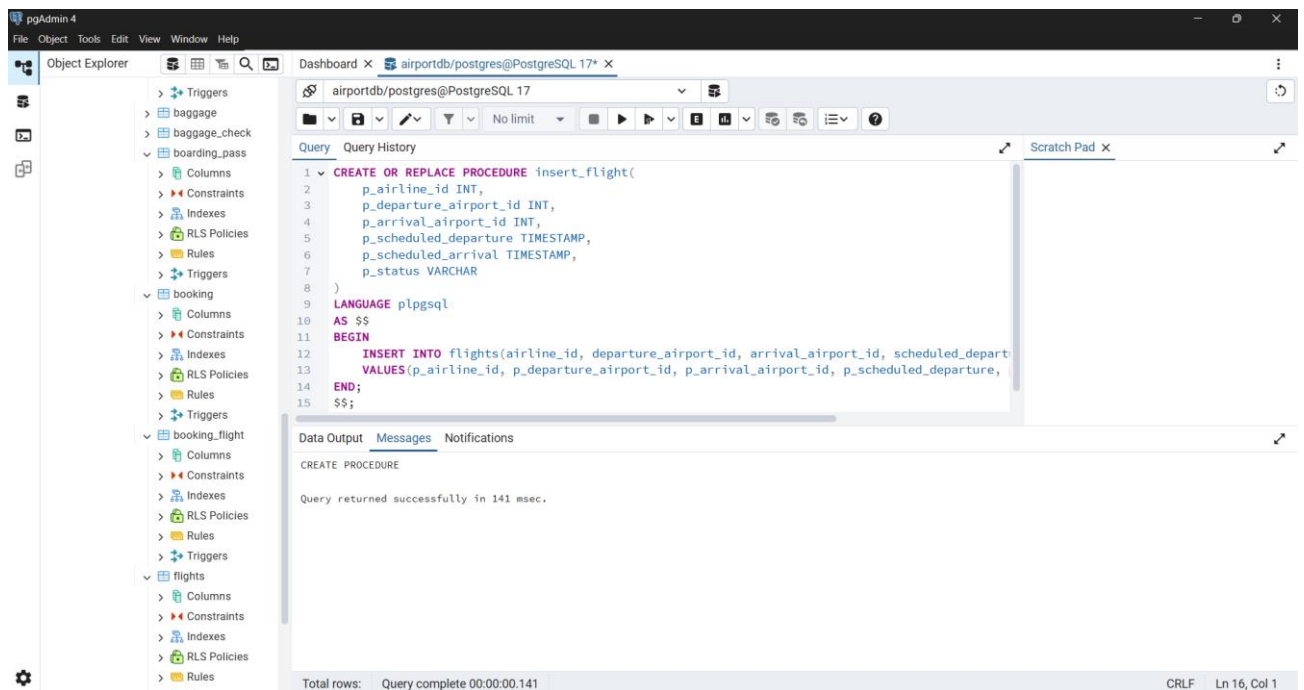 pgAdmin 4
File Object Tools Edit View Window Help
Object Explorer
Dashboard
airportdb/postgres@PostgreSQL 17*
Triggers
baggage
baggage_check
boarding_pass
Columns
Constraints
Indexes
RLS Policies
Rules
Triggers
booking
Columns
Constraints
Indexes
RLS Policies
Rules
Triggers
booking_flight
Columns
Constraints
Indexes
RLS Policies
Rules
Triggers
flights
Columns
Constraints
Indexes
RLS Policies
Rules
airportdb/postgres@PostgreSQL 17
No limit
E
Query Query History
Scratch Pad
1 CREATE OR REPLACE PROCEDURE insert_flight(
2 p_airline_id INT,
3 p_departure_airport_id INT,
4 p_arrival_airport_id INT,
5 p_scheduled_departure TIMESTAMP,
6 p_scheduled_arrival TIMESTAMP,
7 p_status VARCHAR
8 )
9 LANGUAGE plpgsql
10 AS $$
11 BEGIN
12 INSERT INTO flights(airline_id, departure_airport_id, arrival_airport_id, scheduled_depart
13 VALUES(p_airline_id, p_departure_airport_id, p_arrival_airport_id, p_scheduled_departure,
14 END;
15 $$;
Data Output Messages Notifications
CREATE PROCEDURE
Query returned successfully in 141 msec.
Total rows: Query complete 00:00:00.141
CRLF Ln 16, Col 1